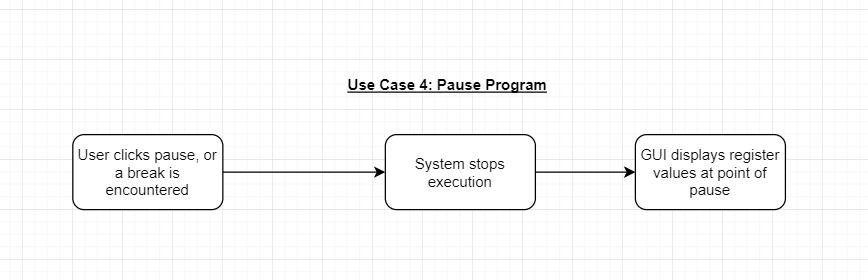 Use Case 4: Pause Program
User clicks pause, or
a break is
encountered
System stops
execution
GUI displays register
values at point of
pause